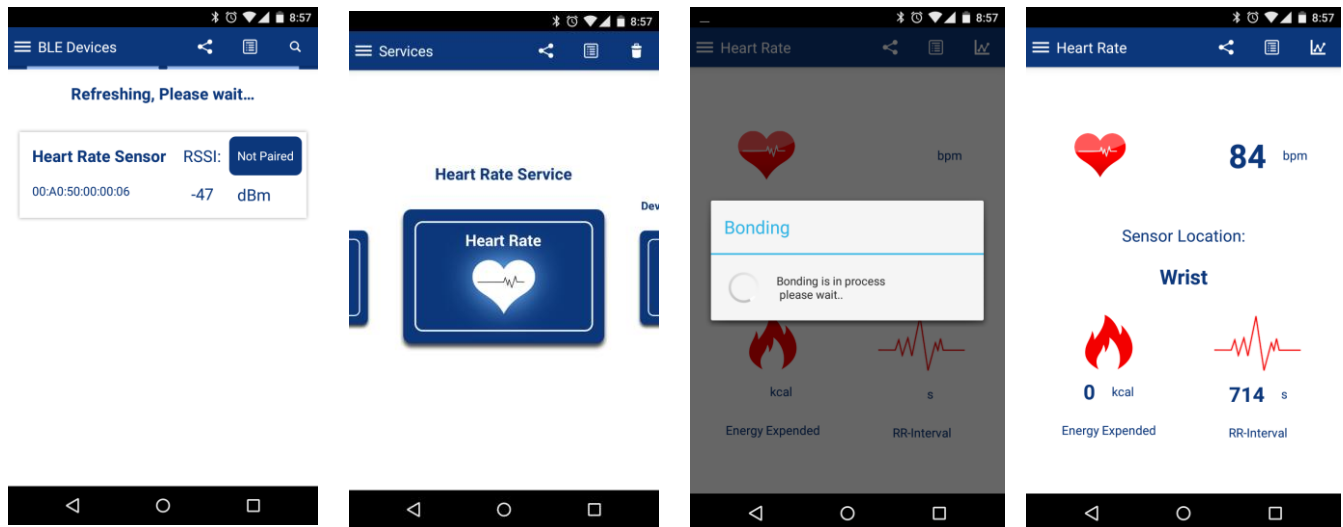 8:57
BLE Devices
Refreshing, Please wait...
Heart Rate Sensor RSSI: Not Paired
00:A0:50:00:00:06 -47 dBm
8:57
Services
Heart Rate Service
Dev
Heart Rate
8:57
Heart Rate
bpm
Bonding
Bonding is in process
please wait..
kcal s
Energy Expended RR-Interval
8:57
Heart Rate
84 bpm
Sensor Location:
Wrist
0 kcal 714 s
Energy Expended RR-Interval